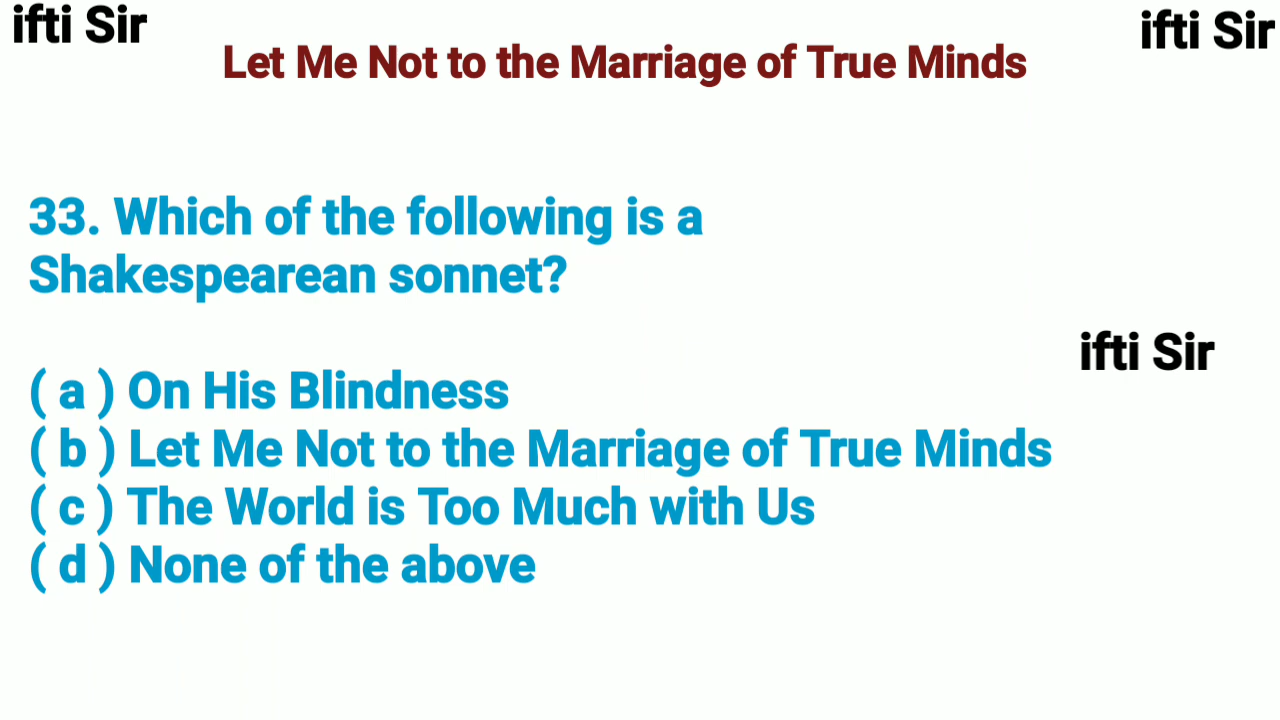 ifti Sir
ifti Sir
Let Me Not to the Marriage of True Minds
33. Which of the following is a
Shakespearean sonnet?
ifti Sir
( a ) On His Blindness
( b ) Let Me Not to the Marriage of True Minds
( c ) The World is Too Much with Us
( d ) None of the above